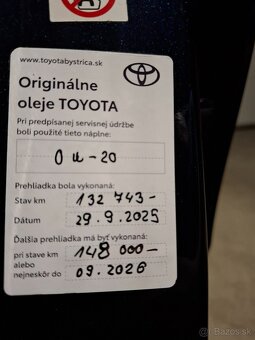 www.toyotabystrica.sk
TOYOTA
Originálne
oleje TOYOTA
Pri predpísanej servisnej údržbe
boli použité tieto náplne:
0 W-20
Prehliadka bola vykonaná:
Stav km 132 743-
Dátum 29.9.2025
Ďalšia prehliadka má byť vykonaná:
pri stave km 148 000-
alebo
najneskôr do 09.2026
bazos.sk